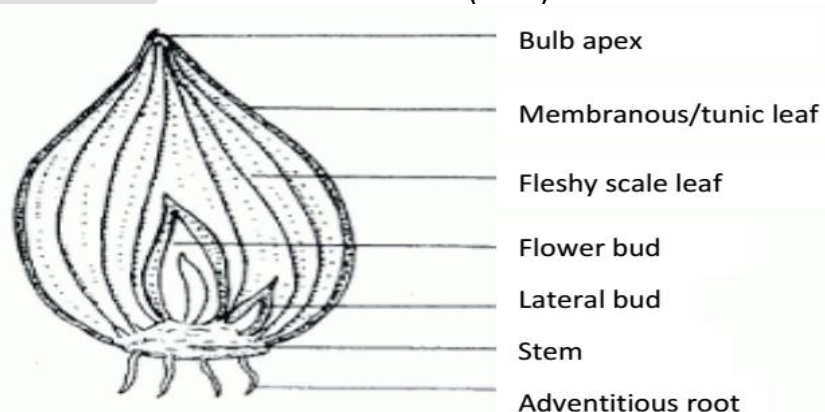 Bulb apex
Membranous/tunic leaf
Fleshy scale leaf
Flower bud
Lateral bud
Stem
Adventitious root